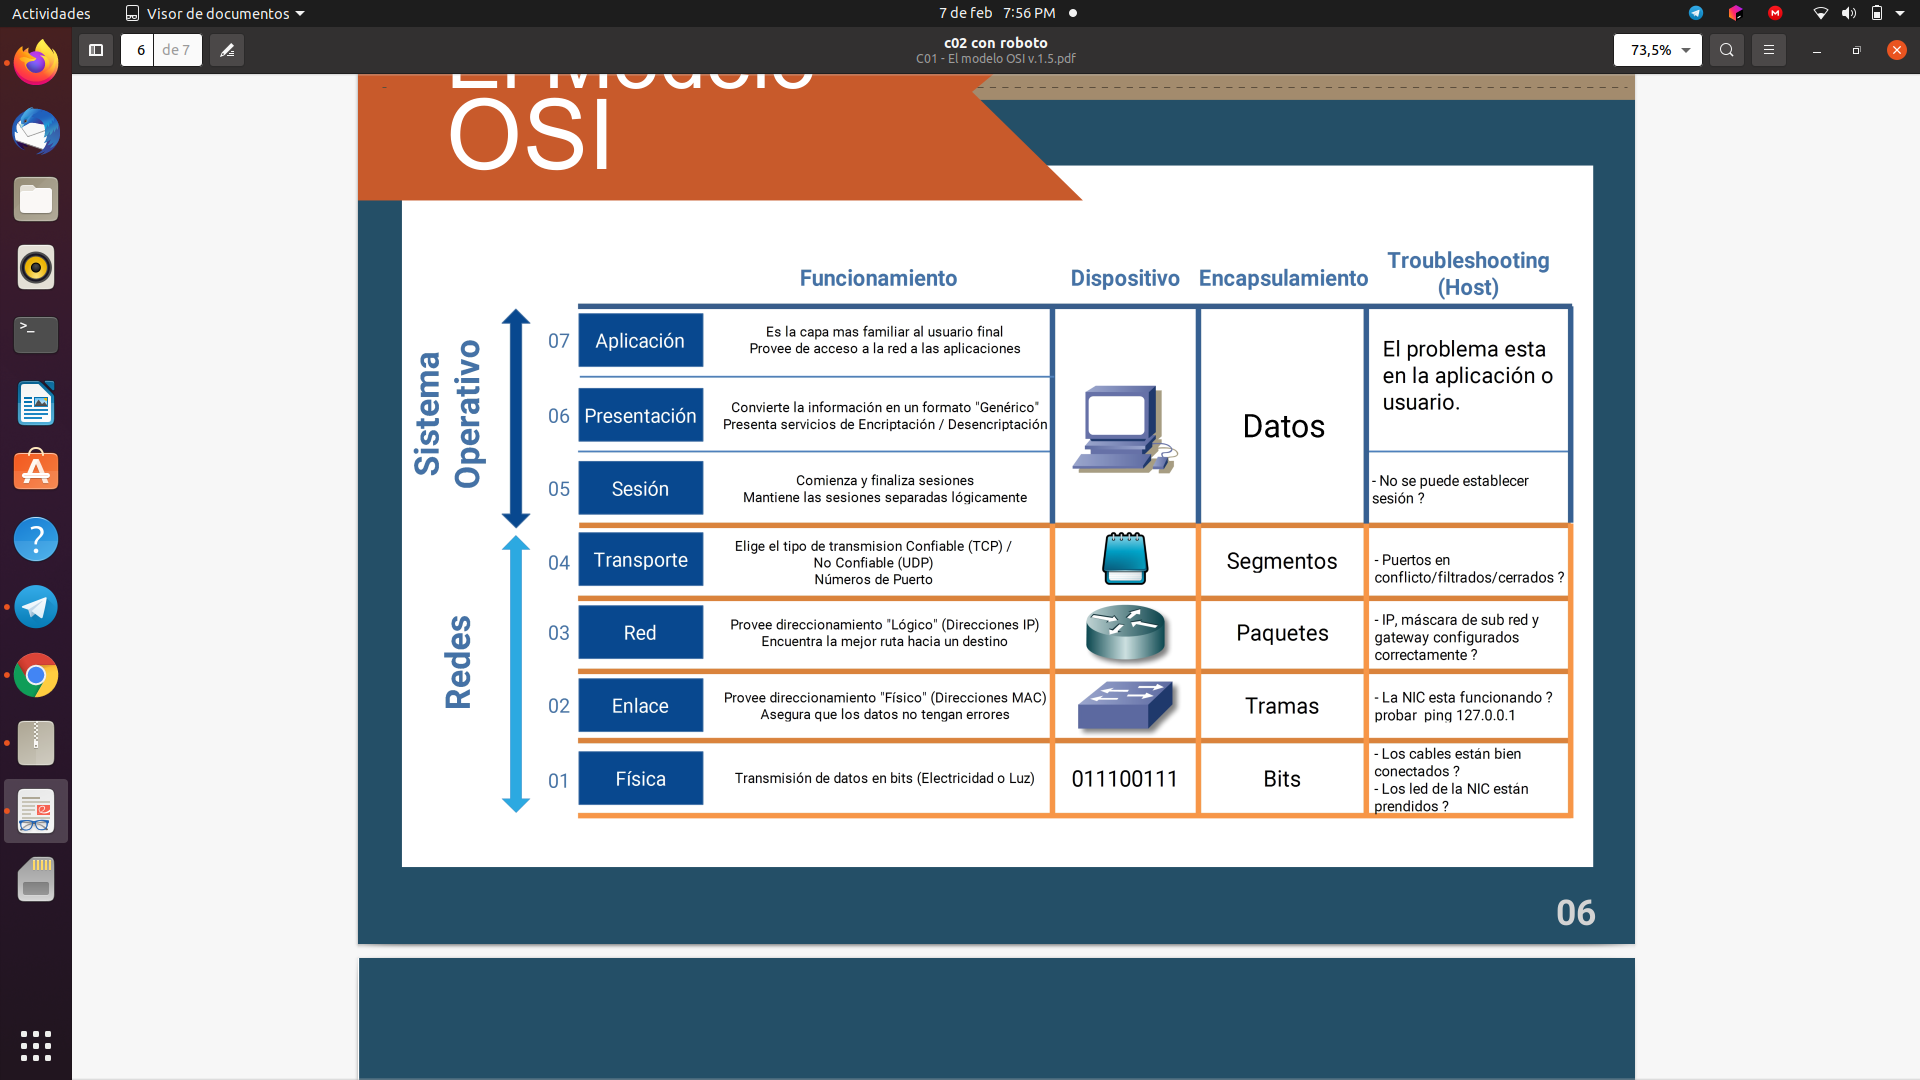 Actividades
Visor de documentos
7 de feb 7:56 PM
6
de 7
c02 con roboto
C01 - El modelo OSI v.1.5.pdf
73,5%
El Modelo
OSI
Funcionamiento
Dispositivo
Encapsulamiento
Troubleshooting
(Host)
Sistema
Operativo
07
Aplicación
Es la capa mas familiar al usuario final
Provee de acceso a la red a las aplicaciones
El problema esta
en la aplicación o
usuario.
06
Presentación
Convierte la información en un formato "Genérico"
Presenta servicios de Encriptación / Desencriptación
Datos
05
Sesión
Comienza y finaliza sesiones
Mantiene las sesiones separadas lógicamente
- No se puede establecer
sesión ?
Redes
04
Transporte
Elige el tipo de transmision Confiable (TCP) /
No Confiable (UDP)
Números de Puerto
Segmentos
- Puertos en
conflicto/filtrados/cerrados ?
03
Red
Provee direccionamiento "Lógico" (Direcciones IP)
Encuentra la mejor ruta hacia un destino
Paquetes
- IP, máscara de sub red y
gateway configurados
correctamente ?
02
Enlace
Provee direccionamiento "Físico" (Direcciones MAC)
Asegura que los datos no tengan errores
Tramas
- La NIC esta funcionando ?
probar ping 127.0.0.1
01
Física
Transmisión de datos en bits (Electricidad o Luz)
011100111
Bits
- Los cables están bien
conectados ?
- Los led de la NIC están
prendidos ?
06